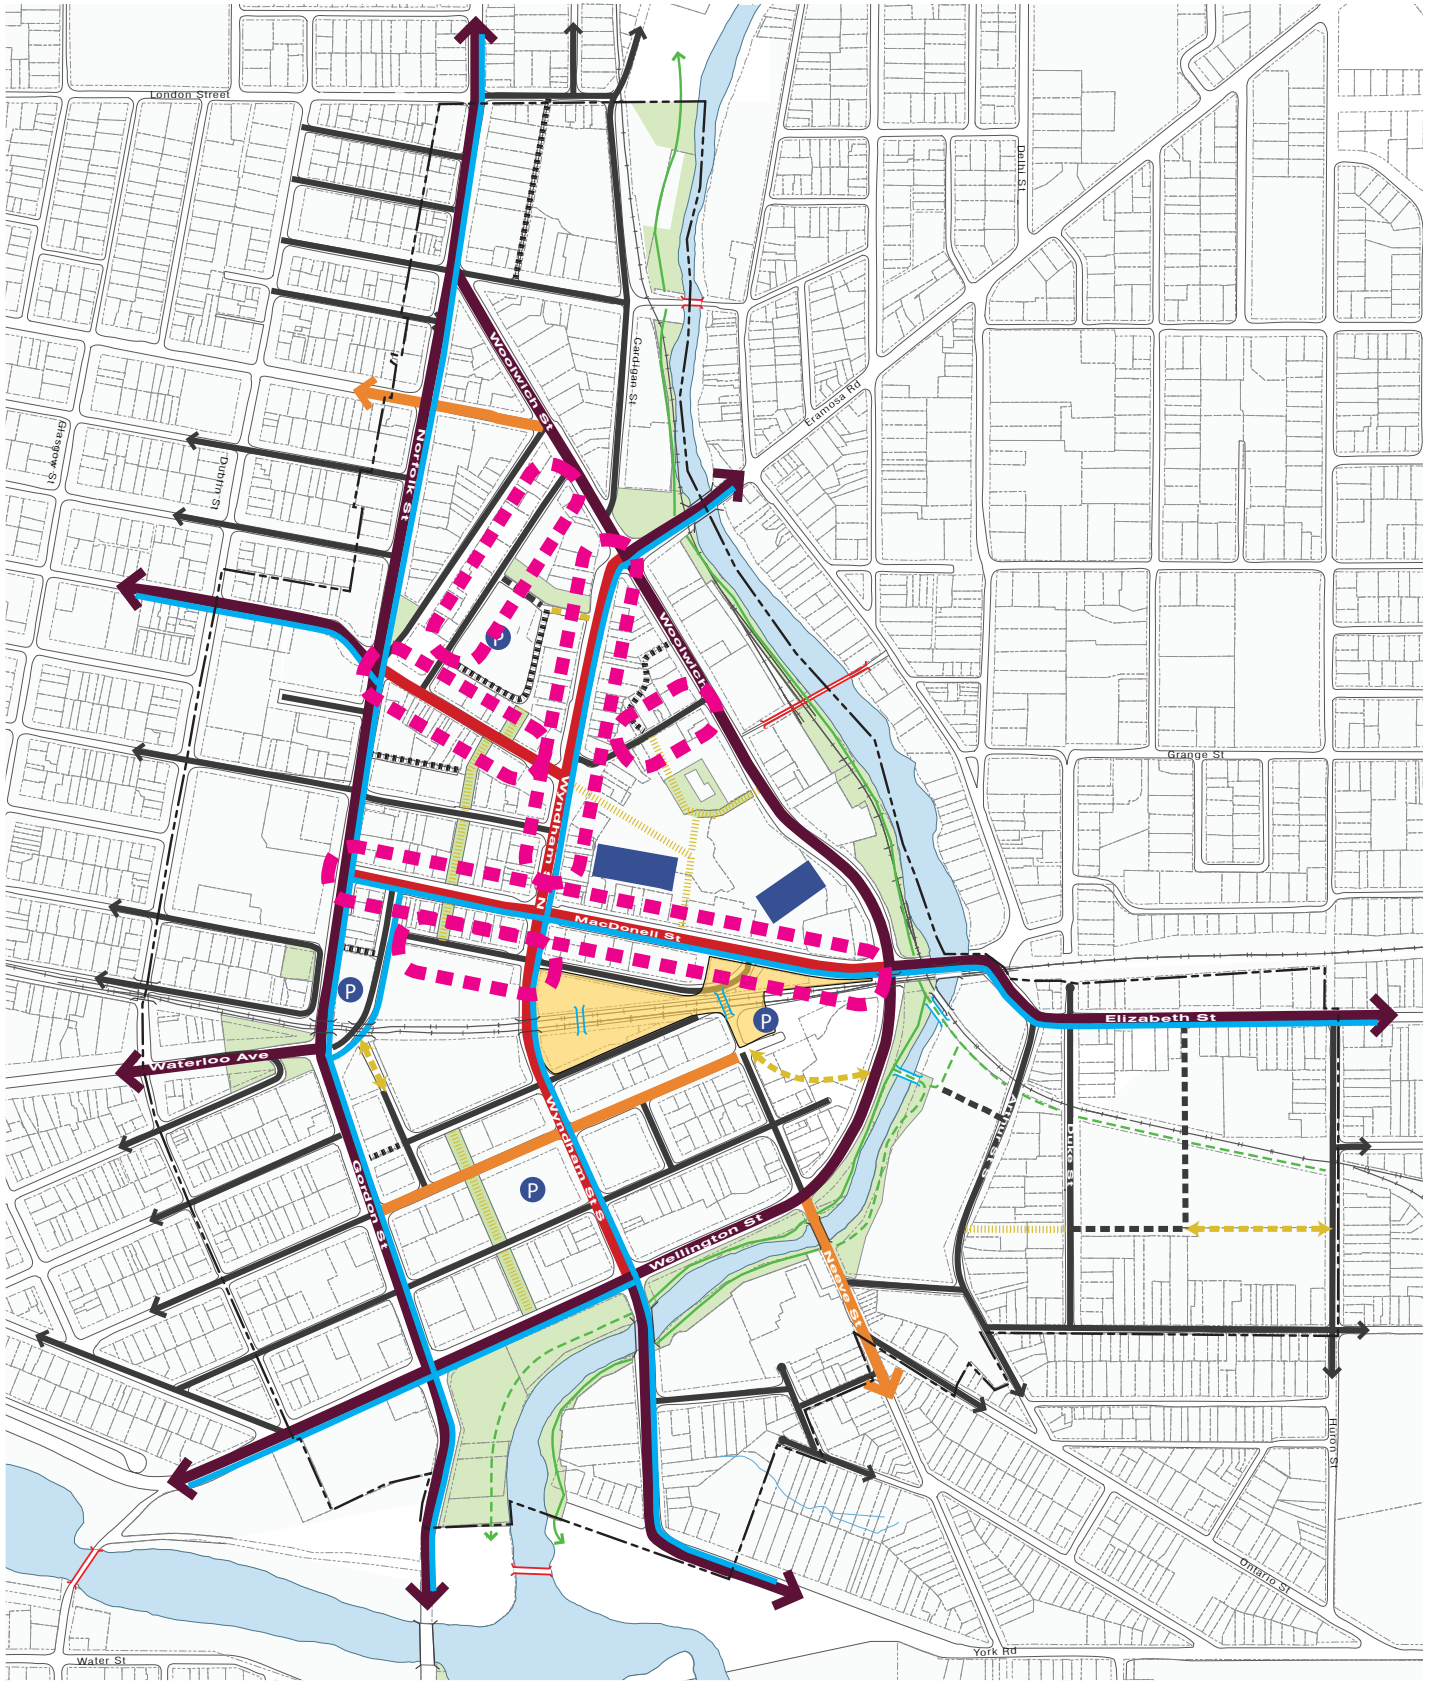 London Street
Delhi St
Woolwich St
Cardigan St
Eramosa Rd
Glasgow St
Dublin St
Norfolk St
P
Woolwich
Grange St
Wyndham
N
MacDonell St
P
P
Elizabeth St
Waterloo Ave
Arthur St S
Duke St
Wyndham St S
Gordon St
P
Wellington St
Neeve St
Huron St
Ontario St
York Rd
Water St